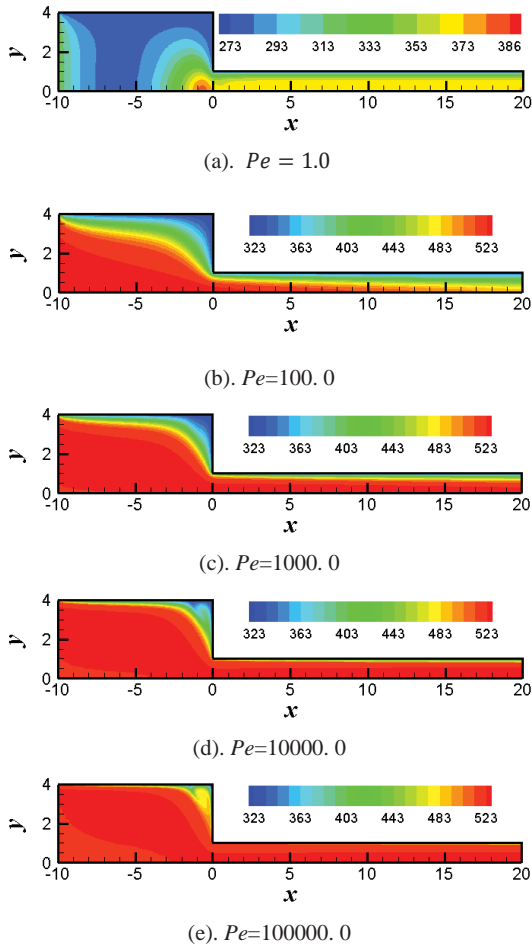 4
2
0
y
273 293 313 333 353 373 386
-10 -5 0 5 10 15 20
x
(a). Pe = 1.0
4
2
0
y
323 363 403 443 483 523
-10 -5 0 5 10 15 20
x
(b). Pe=100. 0
4
2
0
y
323 363 403 443 483 523
-10 -5 0 5 10 15 20
x
(c). Pe=1000. 0
4
2
0
y
323 363 403 443 483 523
-10 -5 0 5 10 15 20
x
(d). Pe=10000. 0
4
2
0
y
323 363 403 443 483 523
-10 -5 0 5 10 15 20
x
(e). Pe=100000. 0